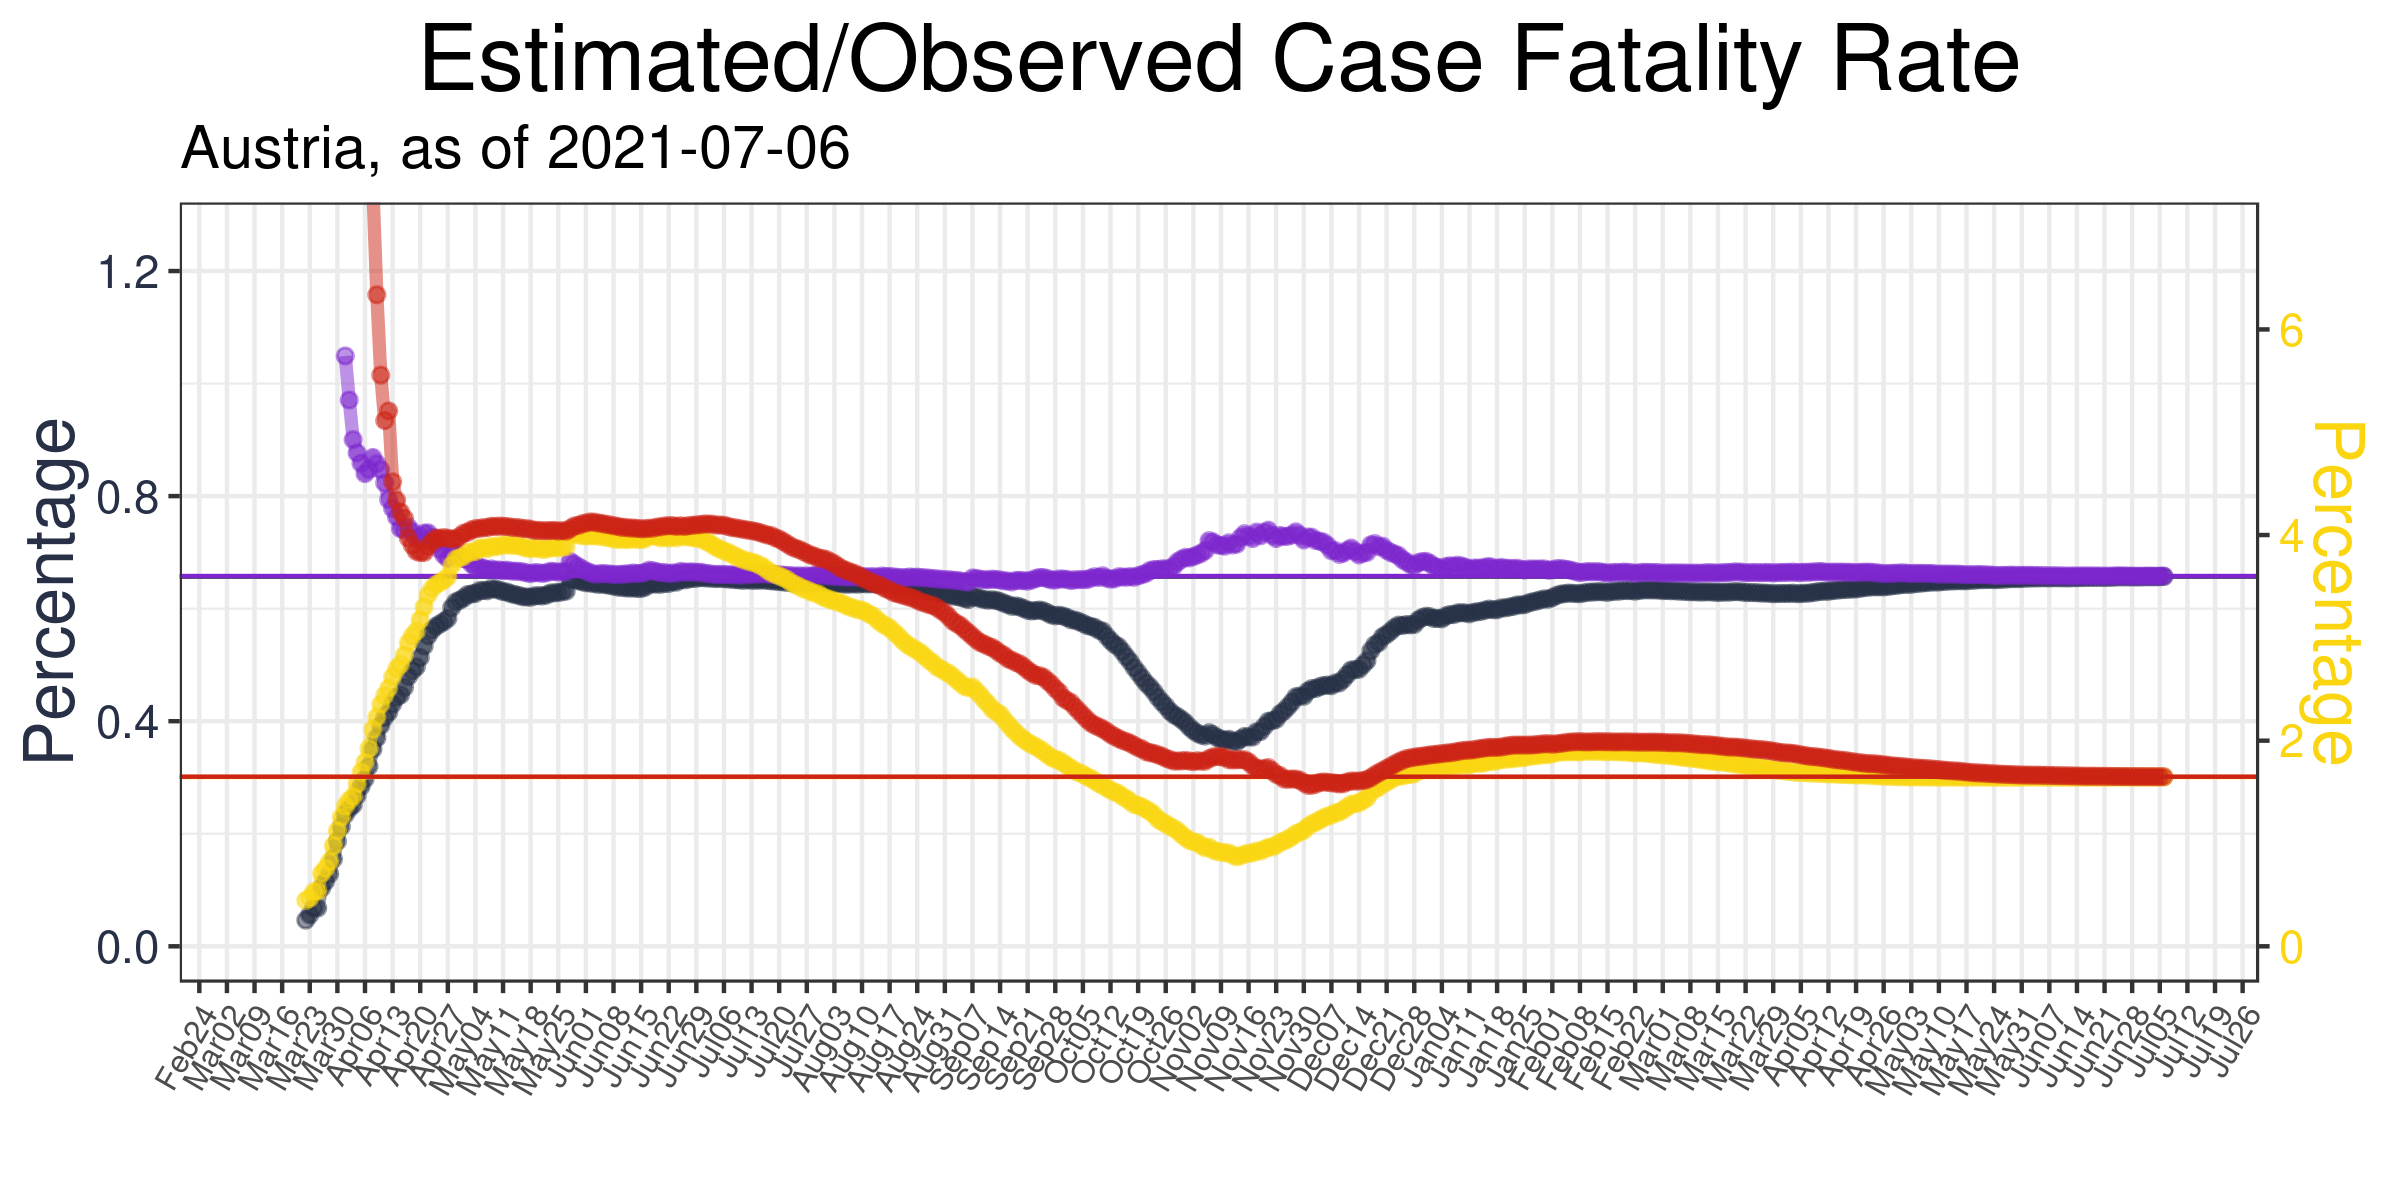 Estimated/Observed Case Fatality Rate
Austria, as of 2021-07-06
Percentage
1.2
0.8
0.4
0.0
6
4
2
0
Percentage
Feb24
Mar02
Mar09
Mar16
Mar23
Mar30
Apr06
Apr13
Apr20
Apr27
May04
May11
May18
May25
Jun01
Jun08
Jun15
Jun22
Jun29
Jul06
Jul13
Jul20
Jul27
Aug03
Aug10
Aug17
Aug24
Aug31
Sep07
Sep14
Sep21
Sep28
Oct05
Oct12
Oct19
Oct26
Nov02
Nov09
Nov16
Nov23
Nov30
Dec07
Dec14
Dec21
Dec28
Jan04
Jan11
Jan18
Jan25
Feb01
Feb08
Feb15
Feb22
Mar01
Mar08
Mar15
Mar22
Mar29
Apr05
Apr12
Apr19
Apr26
May03
May10
May17
May24
May31
Jun07
Jun14
Jun21
Jun28
Jul05
Jul12
Jul19
Jul26